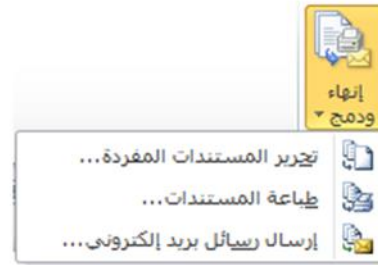 إنهاء
ودمج
تحرير المستندات المفردة...
طباعة المستندات...
إرسال رسائل بريد إلكتروني...